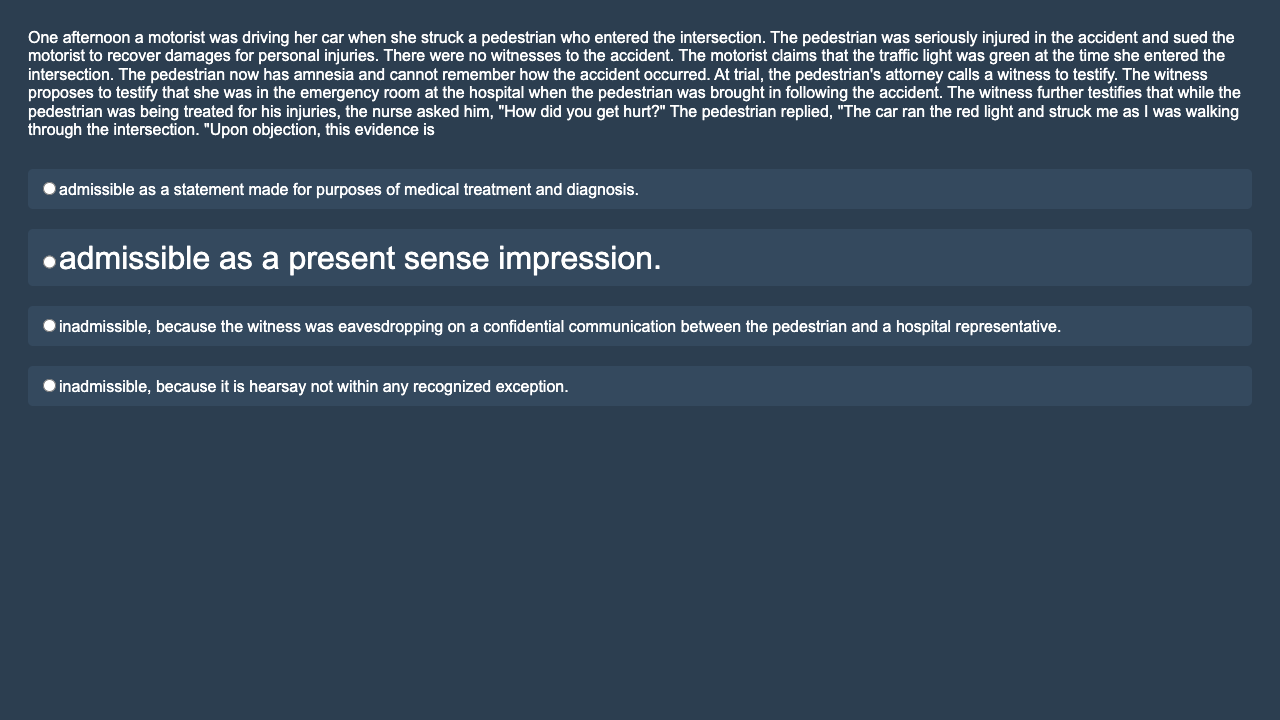 One afternoon a motorist was driving her car when she struck a pedestrian who entered the intersection. The pedestrian was seriously injured in the accident and sued the
motorist to recover damages for personal injuries. There were no witnesses to the accident. The motorist claims that the traffic light was green at the time she entered the
intersection. The pedestrian now has amnesia and cannot remember how the accident occurred. At trial, the pedestrian's attorney calls a witness to testify. The witness
proposes to testify that she was in the emergency room at the hospital when the pedestrian was brought in following the accident. The witness further testifies that while the
pedestrian was being treated for his injuries, the nurse asked him, "How did you get hurt?" The pedestrian replied, "The car ran the red light and struck me as I was walking
through the intersection. "Upon objection, this evidence is
admissible as a statement made for purposes of medical treatment and diagnosis.
admissible as a present sense impression.
inadmissible, because the witness was eavesdropping on a confidential communication between the pedestrian and a hospital representative.
inadmissible, because it is hearsay not within any recognized exception.